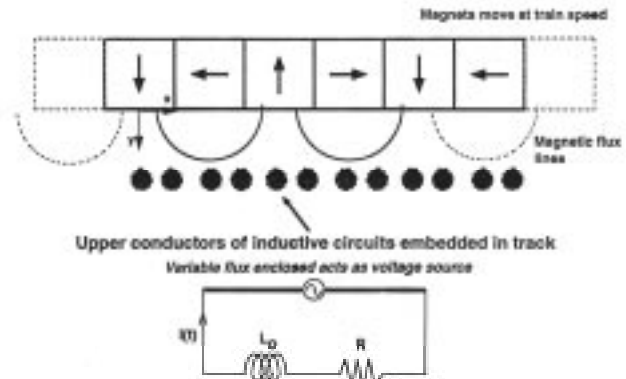 Magnets move at train speed
Y
Magnetic flux
lines
Upper conductors of inductive circuits embedded in track
Variable flux enclosed acts as voltage source
I(t)
L
R